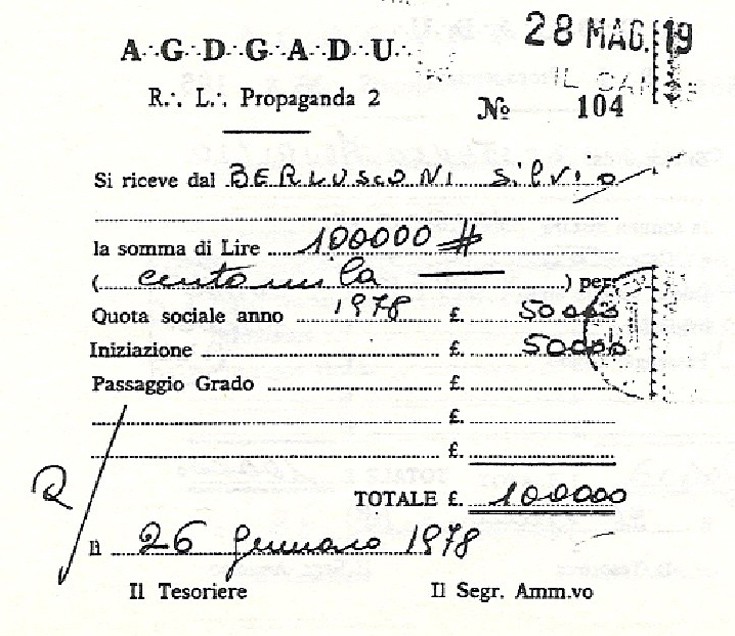 28 MAG. 19
A∴G∴D∴G∴A∴D∴U∴
IL CAN
R∴ L∴ Propaganda 2
№ 104
Si riceve dal BERLUSCONI Silvio
la somma di Lire 100000 #
( centomila ) per:
Quota sociale anno 1978 £. 50000
Iniziazione £. 50000
Passaggio Grado £.
£.
£.
TOTALE £. 100000
R
lì 26 Gennaio 1978
Il Tesoriere Il Segr. Amm.vo